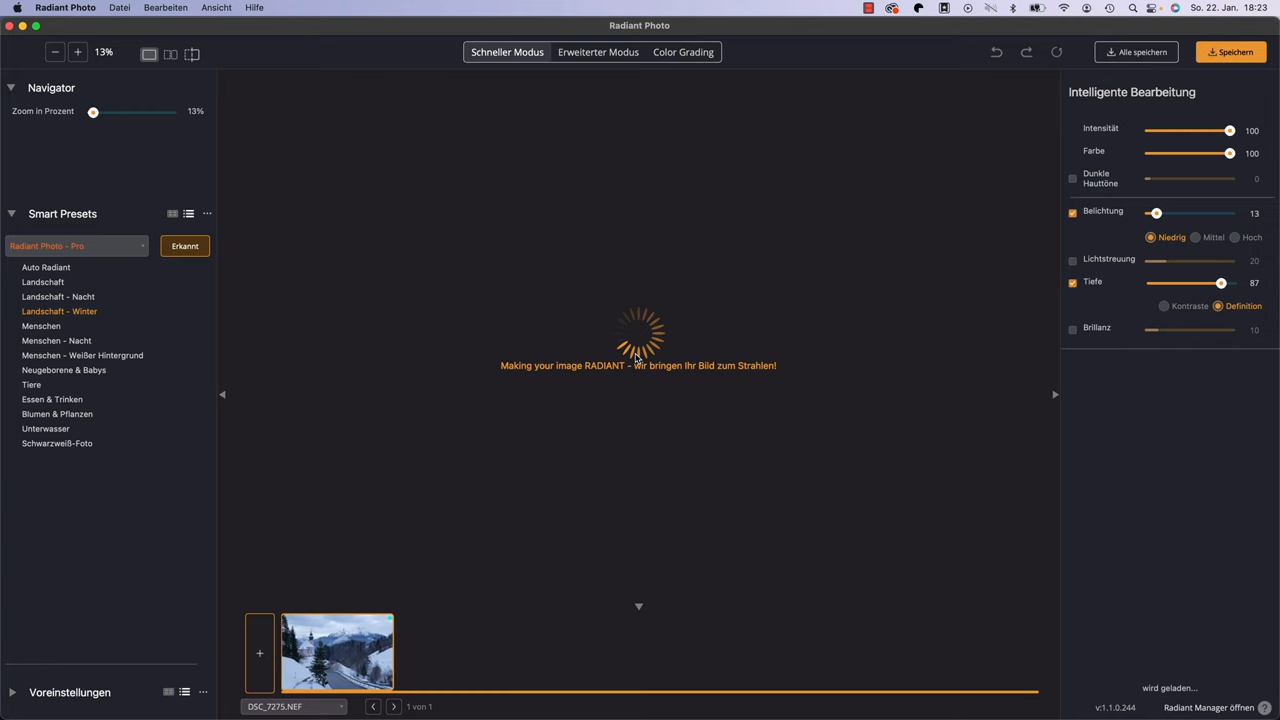 Radiant Photo Datei Bearbeiten Ansicht Hilfe So. 22. Jan. 18:23
Radiant Photo
13% Schneller Modus Erweiterter Modus Color Grading Alle speichern Speichern
Navigator
Zoom in Prozent 13%
Smart Presets
Radiant Photo - Pro Erkannt
Auto Radiant
Landschaft
Landschaft - Nacht
Landschaft - Winter
Menschen
Menschen - Nacht
Menschen - Weißer Hintergrund
Neugeborene & Babys
Tiere
Essen & Trinken
Blumen & Pflanzen
Unterwasser
Schwarzweiß-Foto
Voreinstellungen
Making your image RADIANT - wir bringen Ihr Bild zum Strahlen!
DSC_7275.NEF 1 von 1
Intelligente Bearbeitung
Intensität 100
Farbe 100
Dunkle
Hauttöne 0
Belichtung 13
Niedrig Mittel Hoch
Lichtstreuung 20
Tiefe 87
Kontraste Definition
Brillanz 10
wird geladen...
v:1.1.0.244 Radiant Manager öffnen ?